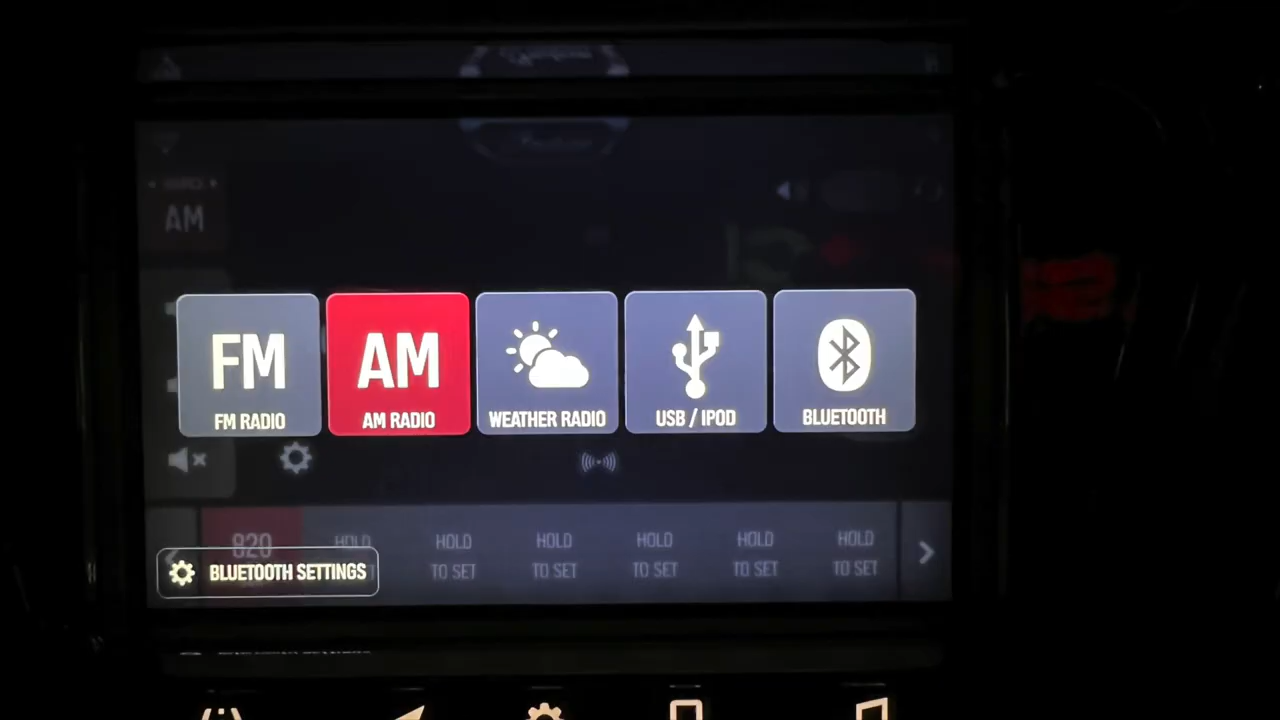 AM
FM
FM RADIO
AM
AM RADIO
WEATHER RADIO
USB / IPOD
BLUETOOTH
820
HOLD
HOLD
TO SET
HOLD
TO SET
HOLD
TO SET
HOLD
TO SET
HOLD
TO SET
BLUETOOTH SETTINGS